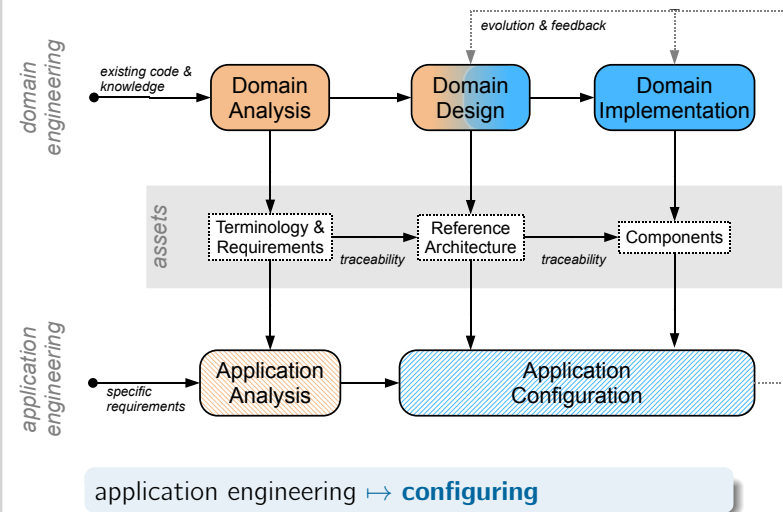 evolution & feedback
domain
engineering
existing code &
knowledge
Domain
Analysis
Domain
Design
Domain
Implementation
assets
Terminology &
Requirements
traceability
Reference
Architecture
traceability
Components
application
engineering
specific
requirements
Application
Analysis
Application
Configuration
application engineering ↦ configuring